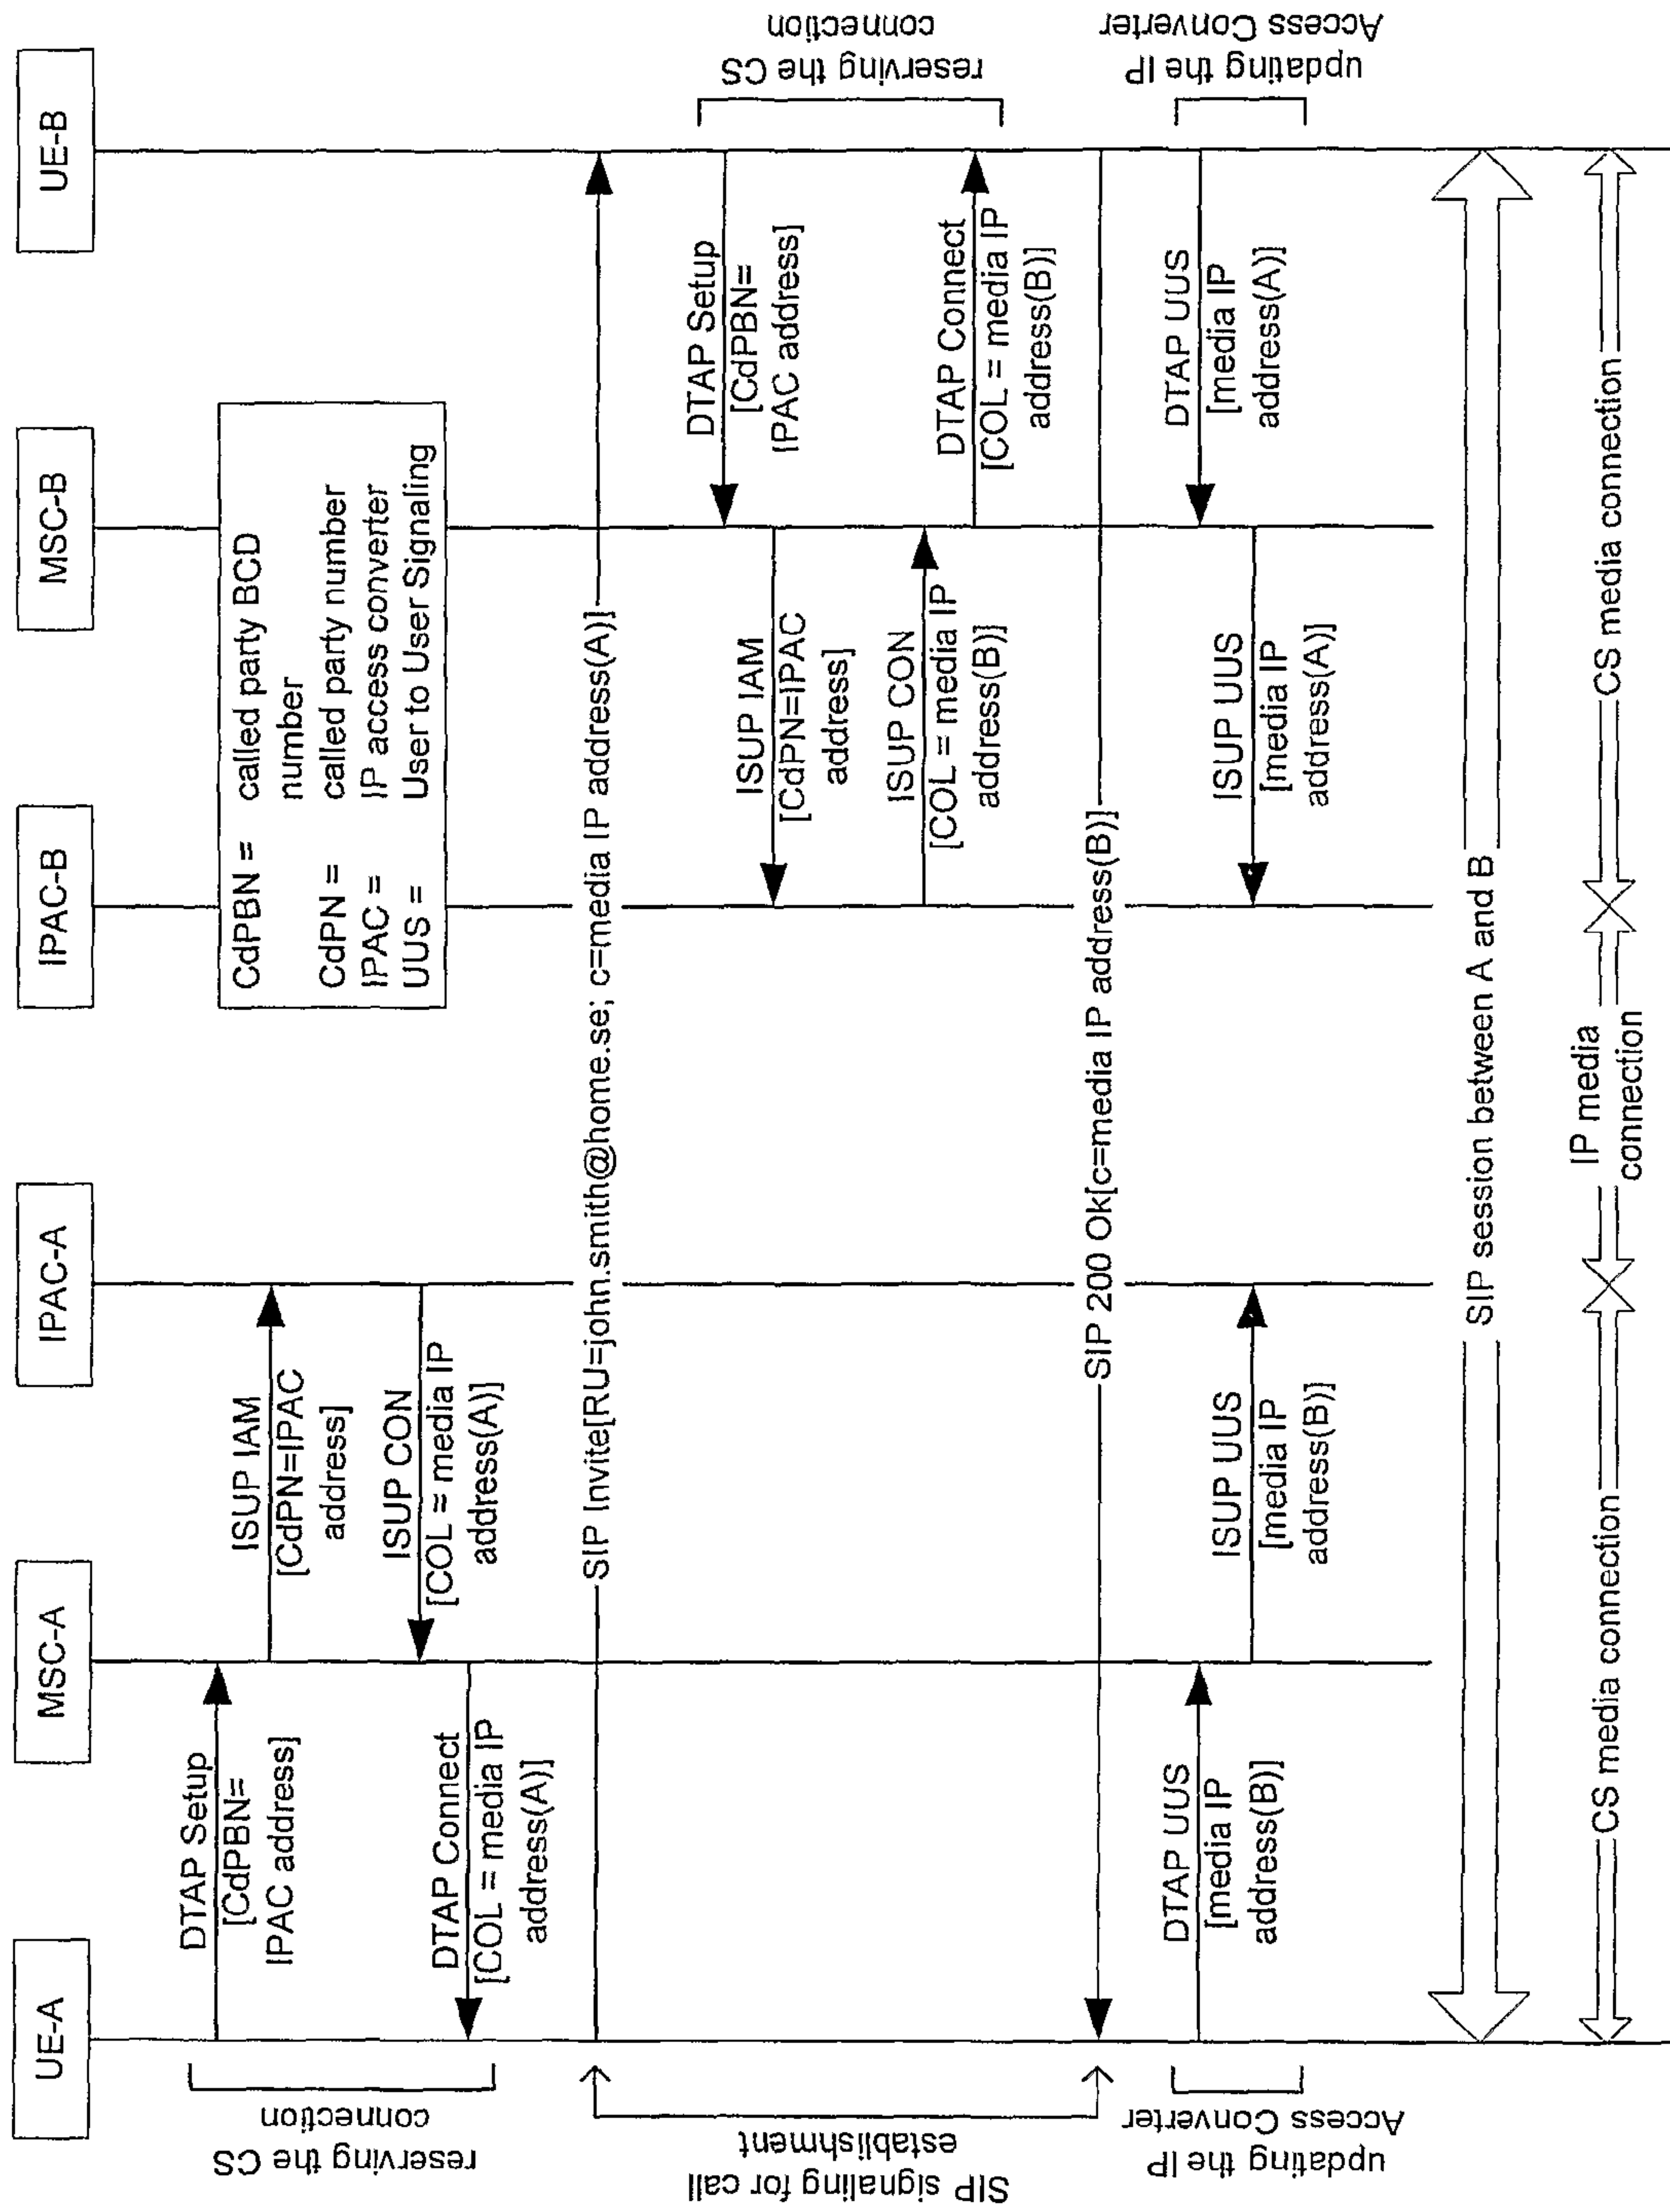 UE-A
MSC-A
IPAC-A
IPAC-B
MSC-B
UE-B
CdPBN = called party BCD
number
CdPN = called party number
IPAC = IP access converter
UUS = User to User Signaling
reserving the CS
connection
DTAP Setup
[CdPBN=
IPAC address]
ISUP IAM
[CdPN=IPAC
address]
ISUP CON
[COL = media IP
address(A)]
DTAP Connect
[COL = media IP
address(A)]
SIP signaling for call
establishment
SIP Invite[RU=john.smith@home.se; c=media IP address(A)]
reserving the CS
connection
DTAP Setup
[CdPBN=
IPAC address]
ISUP IAM
[CdPN=IPAC
address]
ISUP CON
[COL = media IP
address(B)]
DTAP Connect
[COL = media IP
address(B)]
SIP 200 Ok[c=media IP address(B)]
updating the IP
Access Converter
DTAP UUS
[media IP
address(B)]
ISUP UUS
[media IP
address(B)]
ISUP UUS
[media IP
address(A)]
DTAP UUS
[media IP
address(A)]
updating the IP
Access Converter
SIP session between A and B
CS media connection
IP media
connection
CS media connection